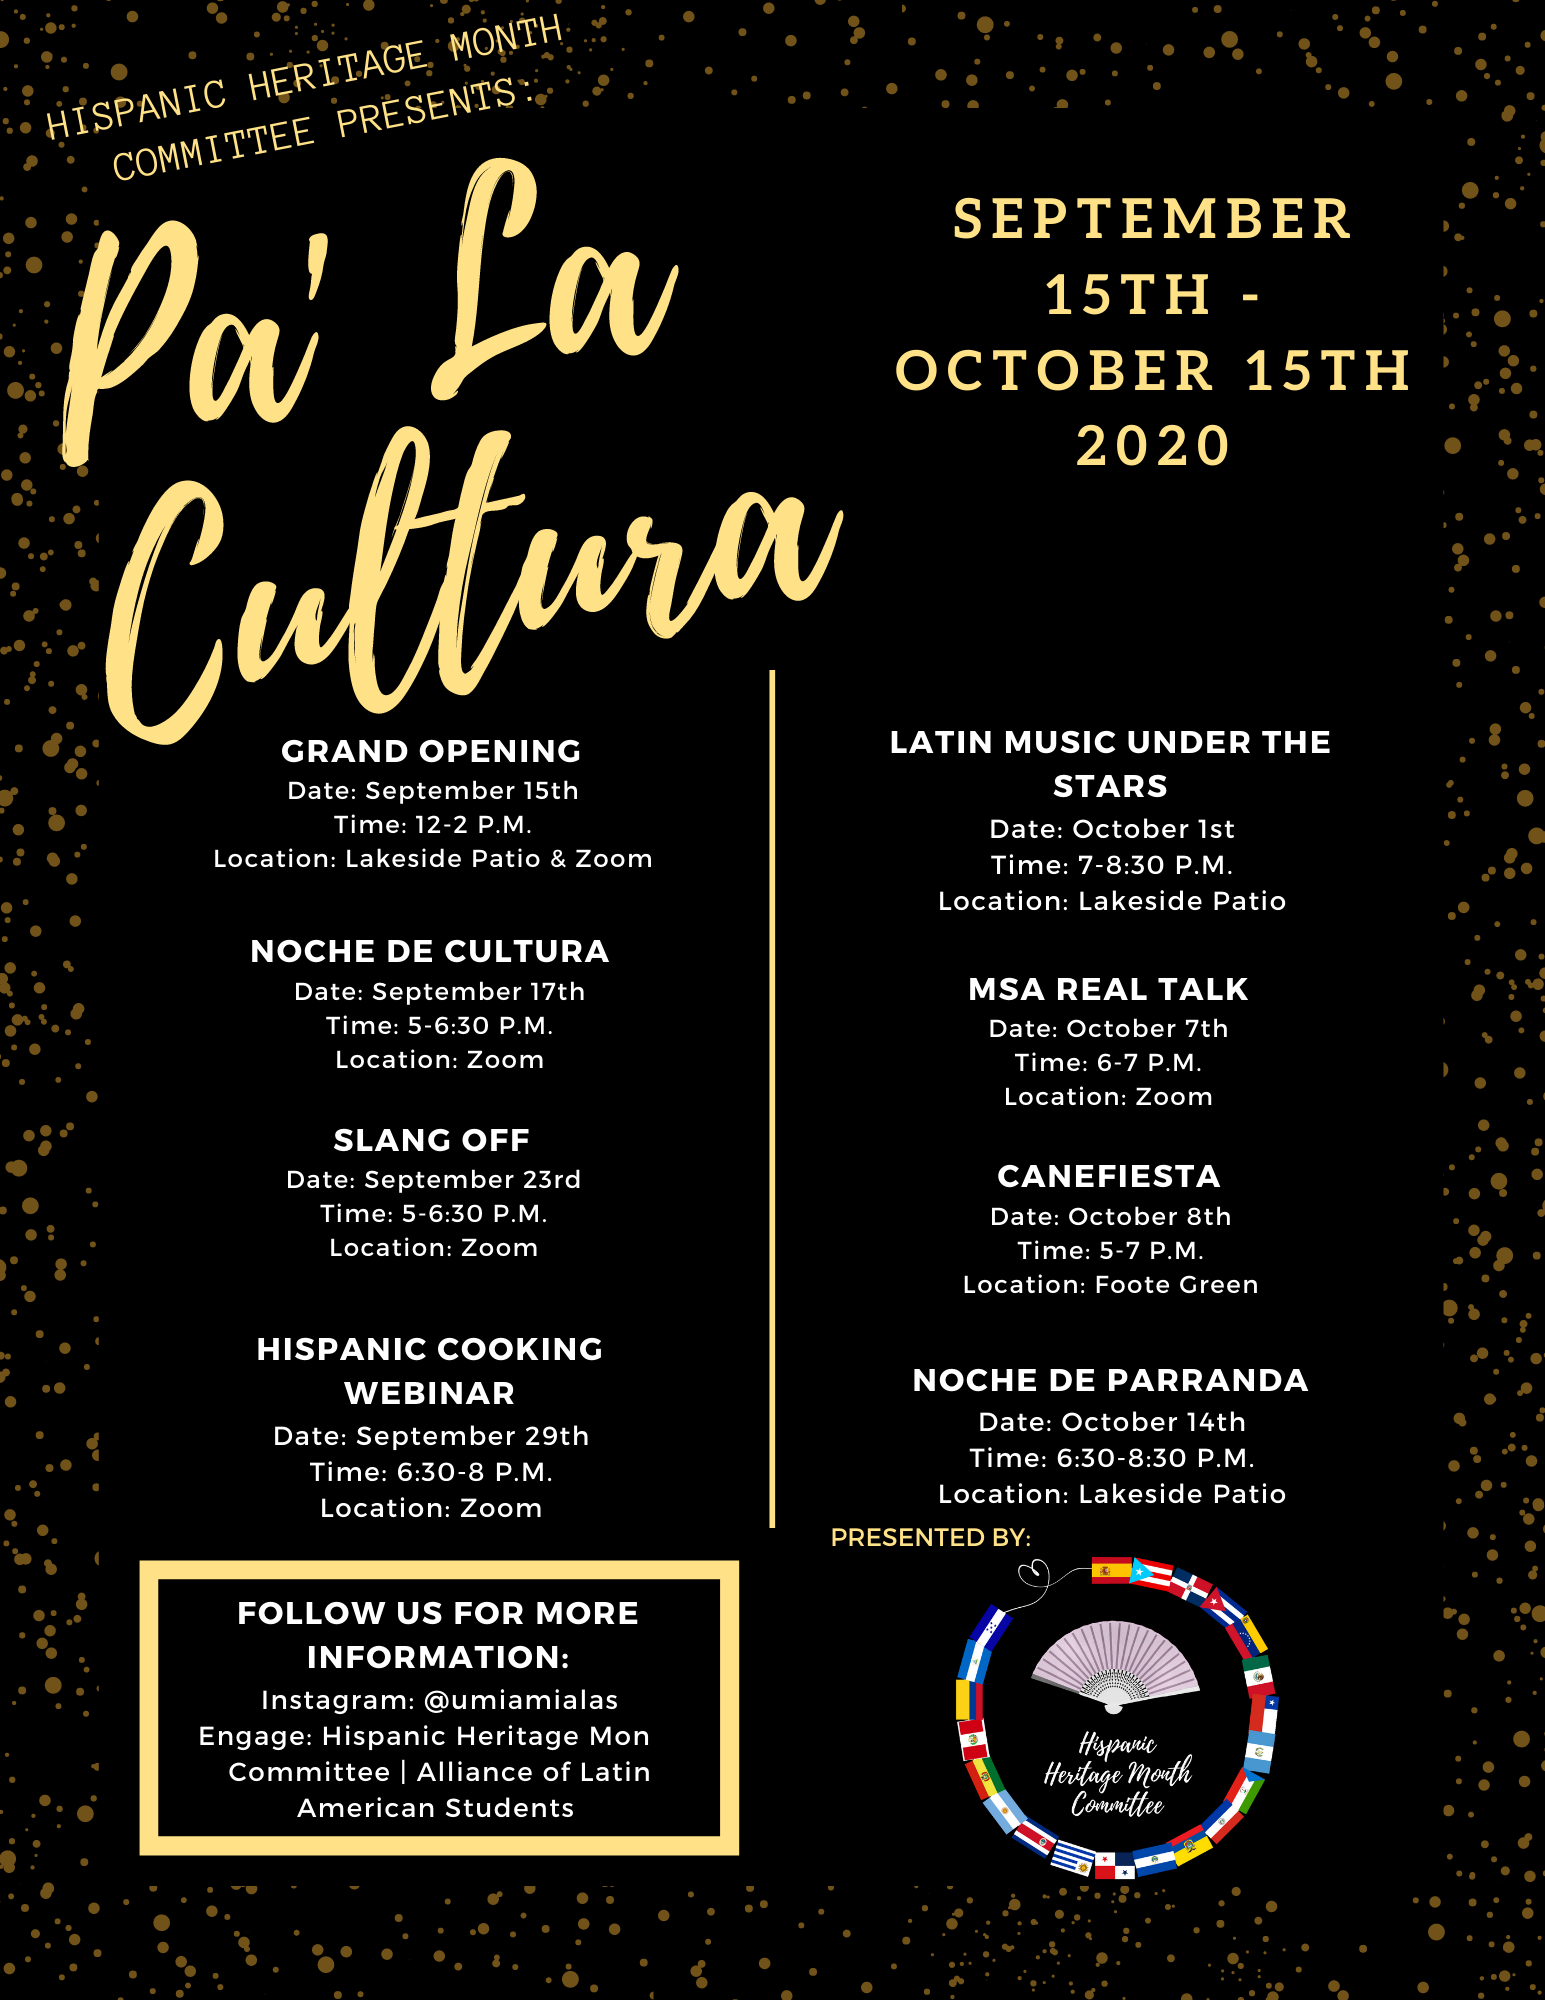 HISPANIC HERITAGE MONTH
COMMITTEE PRESENTS:
Pa' La
Cultura
SEPTEMBER
15TH -
OCTOBER 15TH
2020
GRAND OPENING
Date: September 15th
Time: 12-2 P.M.
Location: Lakeside Patio & Zoom
NOCHE DE CULTURA
Date: September 17th
Time: 5-6:30 P.M.
Location: Zoom
SLANG OFF
Date: September 23rd
Time: 5-6:30 P.M.
Location: Zoom
HISPANIC COOKING
WEBINAR
Date: September 29th
Time: 6:30-8 P.M.
Location: Zoom
LATIN MUSIC UNDER THE
STARS
Date: October 1st
Time: 7-8:30 P.M.
Location: Lakeside Patio
MSA REAL TALK
Date: October 7th
Time: 6-7 P.M.
Location: Zoom
CANEFIESTA
Date: October 8th
Time: 5-7 P.M.
Location: Foote Green
NOCHE DE PARRANDA
Date: October 14th
Time: 6:30-8:30 P.M.
Location: Lakeside Patio
FOLLOW US FOR MORE
INFORMATION:
Instagram: @umiamialas
Engage: Hispanic Heritage Mon
Committee | Alliance of Latin
American Students
PRESENTED BY:
Hispanic
Heritage Month
Committee